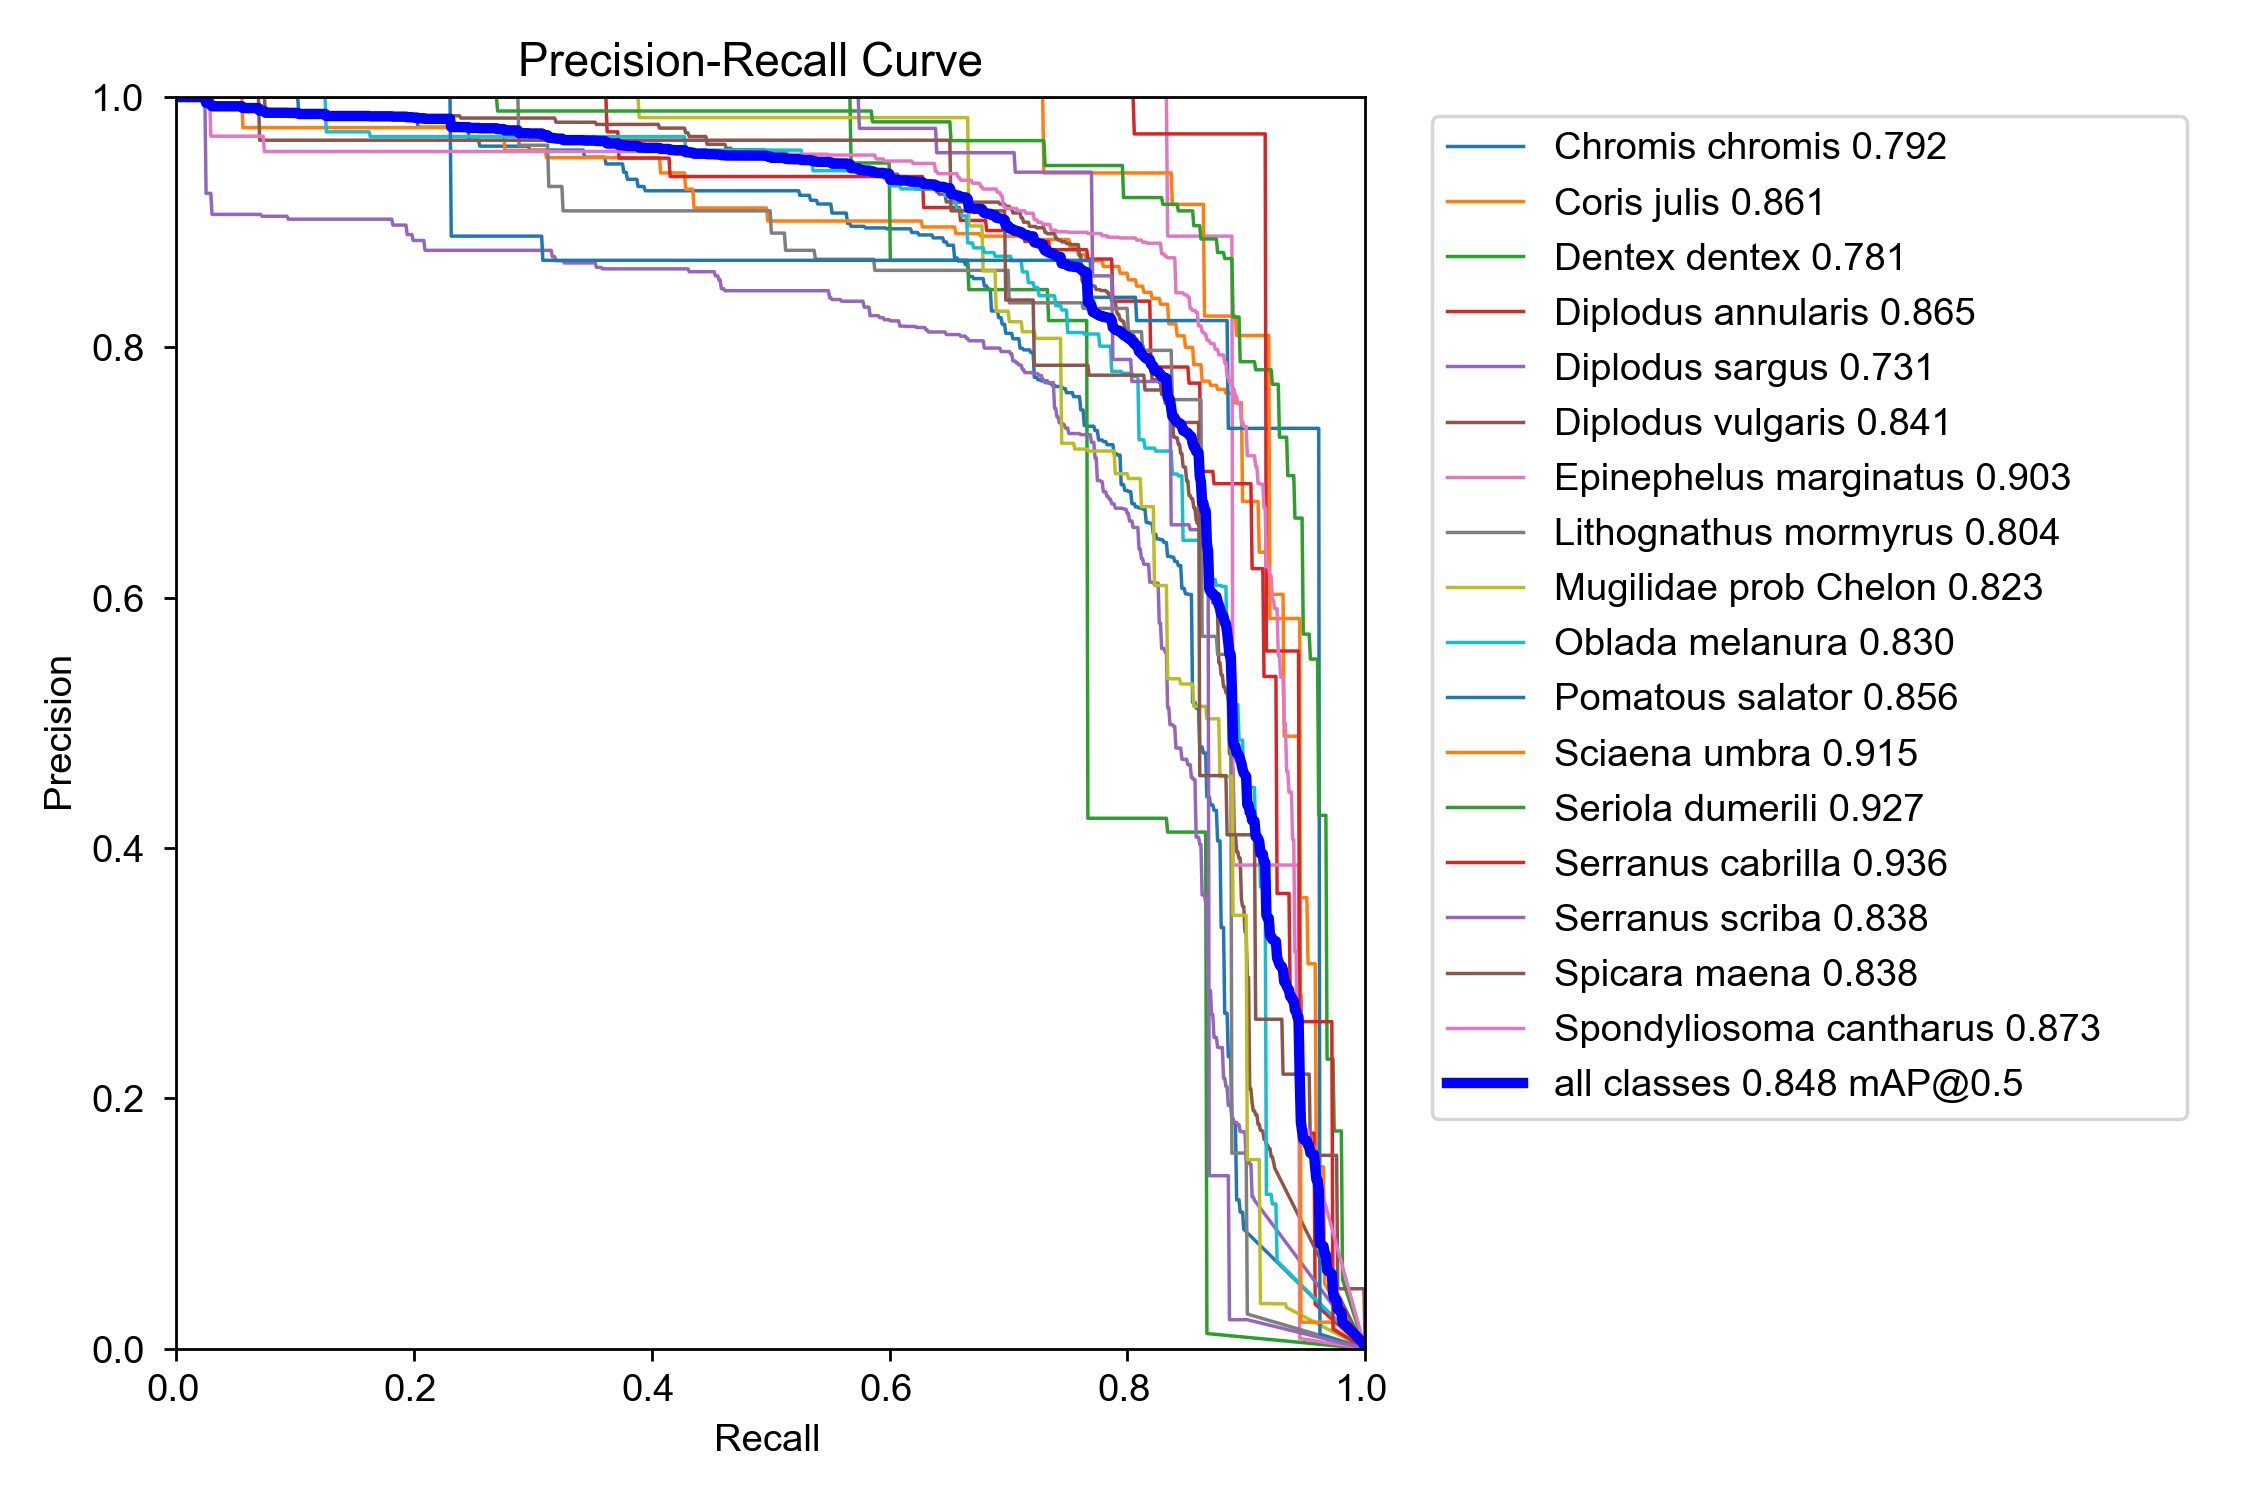 Precision-Recall Curve
1.0
0.8
0.6
0.4
0.2
0.0
Precision
0.0 0.2 0.4 0.6 0.8 1.0
Recall
Chromis chromis 0.792
Coris julis 0.861
Dentex dentex 0.781
Diplodus annularis 0.865
Diplodus sargus 0.731
Diplodus vulgaris 0.841
Epinephelus marginatus 0.903
Lithognathus mormyrus 0.804
Mugilidae prob Chelon 0.823
Oblada melanura 0.830
Pomatous salator 0.856
Sciaena umbra 0.915
Seriola dumerili 0.927
Serranus cabrilla 0.936
Serranus scriba 0.838
Spicara maena 0.838
Spondyliosoma cantharus 0.873
all classes 0.848 mAP@0.5